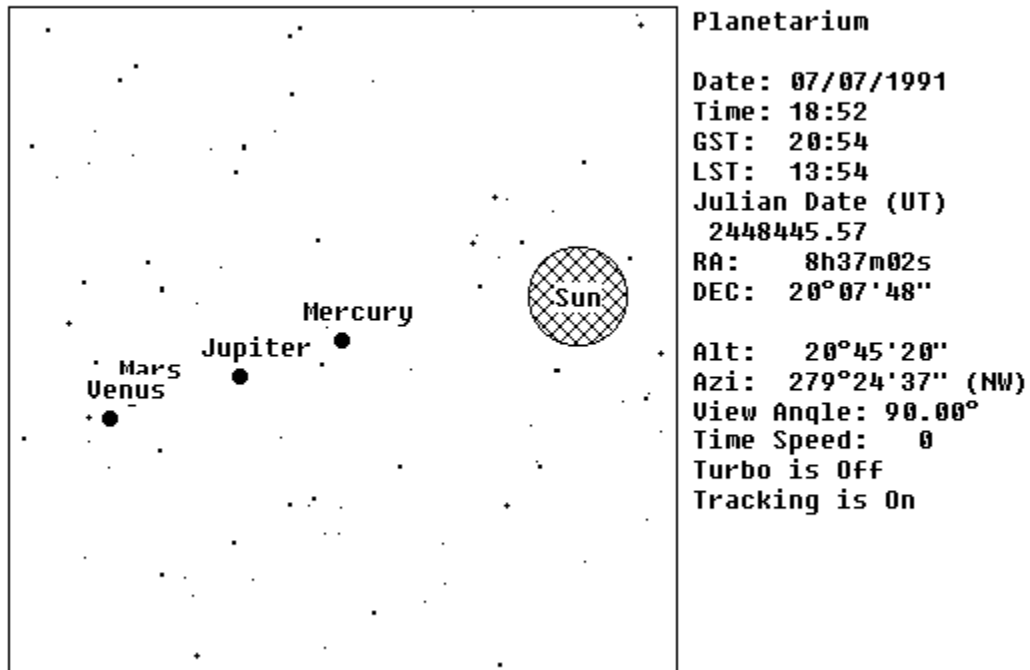 Planetarium
Date: 07/07/1991
Time: 18:52
GST: 20:54
LST: 13:54
Julian Date (UT)
2448445.57
RA: 8h37m02s
DEC: 20°07'48"
Alt: 20°45'20"
Azi: 279°24'37" (NW)
View Angle: 90.00°
Time Speed: 0
Turbo is Off
Tracking is On
Sun
Mercury
Jupiter
Mars
Venus